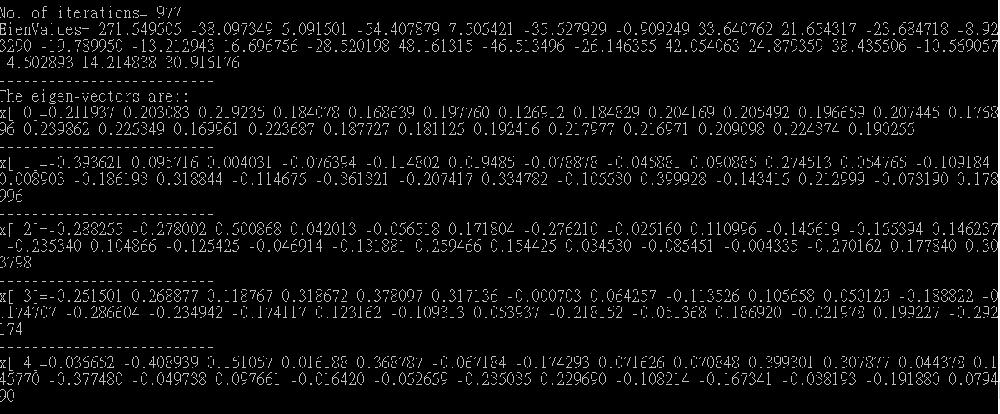 No. of iterations= 977
EienValues= 271.549505 -38.097349 5.091501 -54.407879 7.505421 -35.527929 -0.909249 33.640762 21.654317 -23.684718 -8.92
3290 -19.789950 -13.212943 16.696756 -28.520198 48.161315 -46.513496 -26.146355 42.054063 24.879359 38.435506 -10.569057
 4.502893 14.214838 30.916176
--------------------------
The eigen-vectors are::
x[ 0]=0.211937 0.203083 0.219235 0.184078 0.168639 0.197760 0.126912 0.184829 0.204169 0.205492 0.196659 0.207445 0.1768
96 0.239862 0.225349 0.169961 0.223687 0.187727 0.181125 0.192416 0.217977 0.216971 0.209098 0.224374 0.190255
--------------------------
x[ 1]=-0.393621 0.095716 0.004031 -0.076394 -0.114802 0.019485 -0.078878 -0.045881 0.090885 0.274513 0.054765 -0.109184
0.008903 -0.186193 0.318844 -0.114675 -0.361321 -0.207417 0.334782 -0.105530 0.399928 -0.143415 0.212999 -0.073190 0.178
996
--------------------------
x[ 2]=-0.288255 -0.278002 0.500868 0.042013 -0.056518 0.171804 -0.276210 -0.025160 0.110996 -0.145619 -0.155394 0.146237
 -0.235340 0.104866 -0.125425 -0.046914 -0.131881 0.259466 0.154425 0.034530 -0.085451 -0.004335 -0.270162 0.177840 0.30
3798
--------------------------
x[ 3]=-0.251501 0.268877 0.118767 0.318672 0.378097 0.317136 -0.000703 0.064257 -0.113526 0.105658 0.050129 -0.188822 -0
.174707 -0.286604 -0.234942 -0.174117 0.123162 -0.109313 0.053937 -0.218152 -0.051368 0.186920 -0.021978 0.199227 -0.292
174
--------------------------
x[ 4]=0.036652 -0.408939 0.151057 0.016188 0.368787 -0.067184 -0.174293 0.071626 0.070848 0.399301 0.307877 0.044378 0.1
45770 -0.377480 -0.049738 0.097661 -0.016420 -0.052659 -0.235035 0.229690 -0.108214 -0.167341 -0.038193 -0.191880 0.0794
90